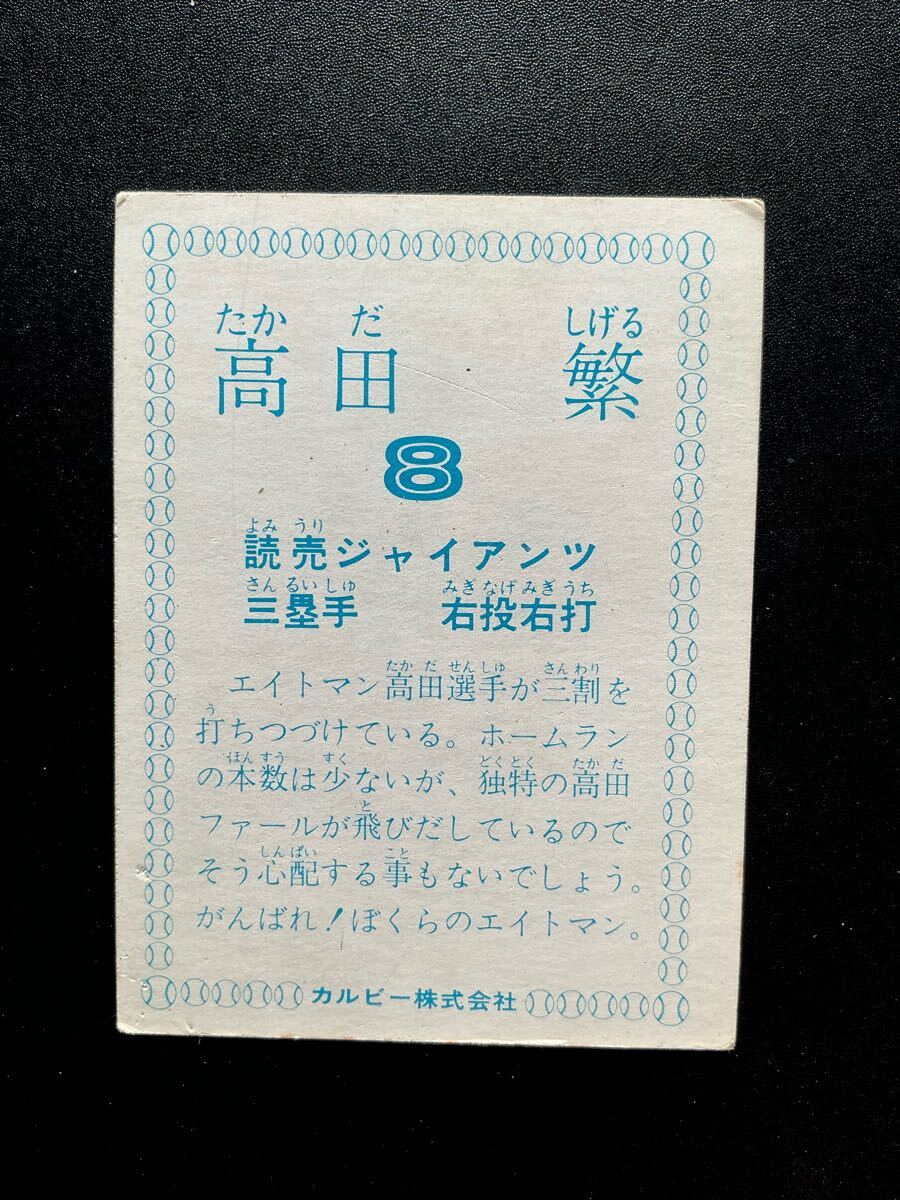 たか だ しげる
高田 繁
8
よみ うり
読売ジャイアンツ
さん るい しゅ みぎ なげ みぎ うち
三塁手 右投右打
たか だ せん しゅ さん わり
エイトマン高田選手が三割を
う
打ちつづけている。ホームラン
ほん すう すく どく とく たか だ
の本数は少ないが、独特の高田
と
ファールが飛びだしているので
しん ぱい こと
そう心配する事もないでしょう。
がんばれ！ぼくらのエイトマン。
カルビー株式会社